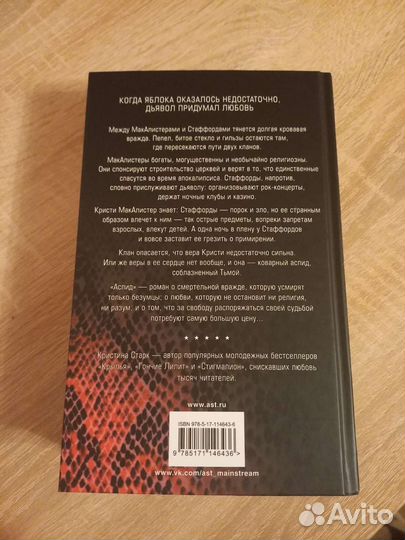 КОГДА ЯБЛОКА ОКАЗАЛОСЬ НЕДОСТАТОЧНО,
ДЬЯВОЛ ПРИДУМАЛ ЛЮБОВЬ
Между МакАлистерами и Стаффордами тянется долгая кровавая
вражда. Пепел, битое стекло и гильзы остаются там,
где пересекаются пути двух кланов.
МакАлистеры богаты, могущественны и необычайно религиозны.
Они спонсируют строительство церквей и верят в то, что единственные
спасутся во время апокалипсиса. Стаффорды, напротив,
словно прислуживают дьяволу: организовывают рок-концерты,
держат ночные клубы и казино.
Кристи МакАлистер знает: Стаффорды — порок и зло, но ее странным
образом влечет к ним — так острые предметы, вопреки запретам
взрослых, влекут детей. А одна ночь в плену у Стаффордов
и вовсе заставит ее грезить о примирении.
Клан опасается, что вера Кристи недостаточно сильна.
Или же веры в ее сердце нет вообще, и она — коварный аспид,
соблазненный Тьмой.
«Аспид» — роман о смертельной вражде, которую усмирят
только безумцы; о любви, которую не остановит ни религия,
ни разум; и о том, что за свободу распоряжаться своей судьбой
потребуют самую большую цену…
★ ★ ★ ★ ★
Кристина Старк — автор популярных молодежных бестселлеров
«Крылья», «Гончие Лилит» и «Стигмалион», снискавших любовь
тысяч читателей.
www.ast.ru
ISBN 978-5-17-114643-6
9 785171 146436 >
www.vk.com/ast_mainstream
Avito